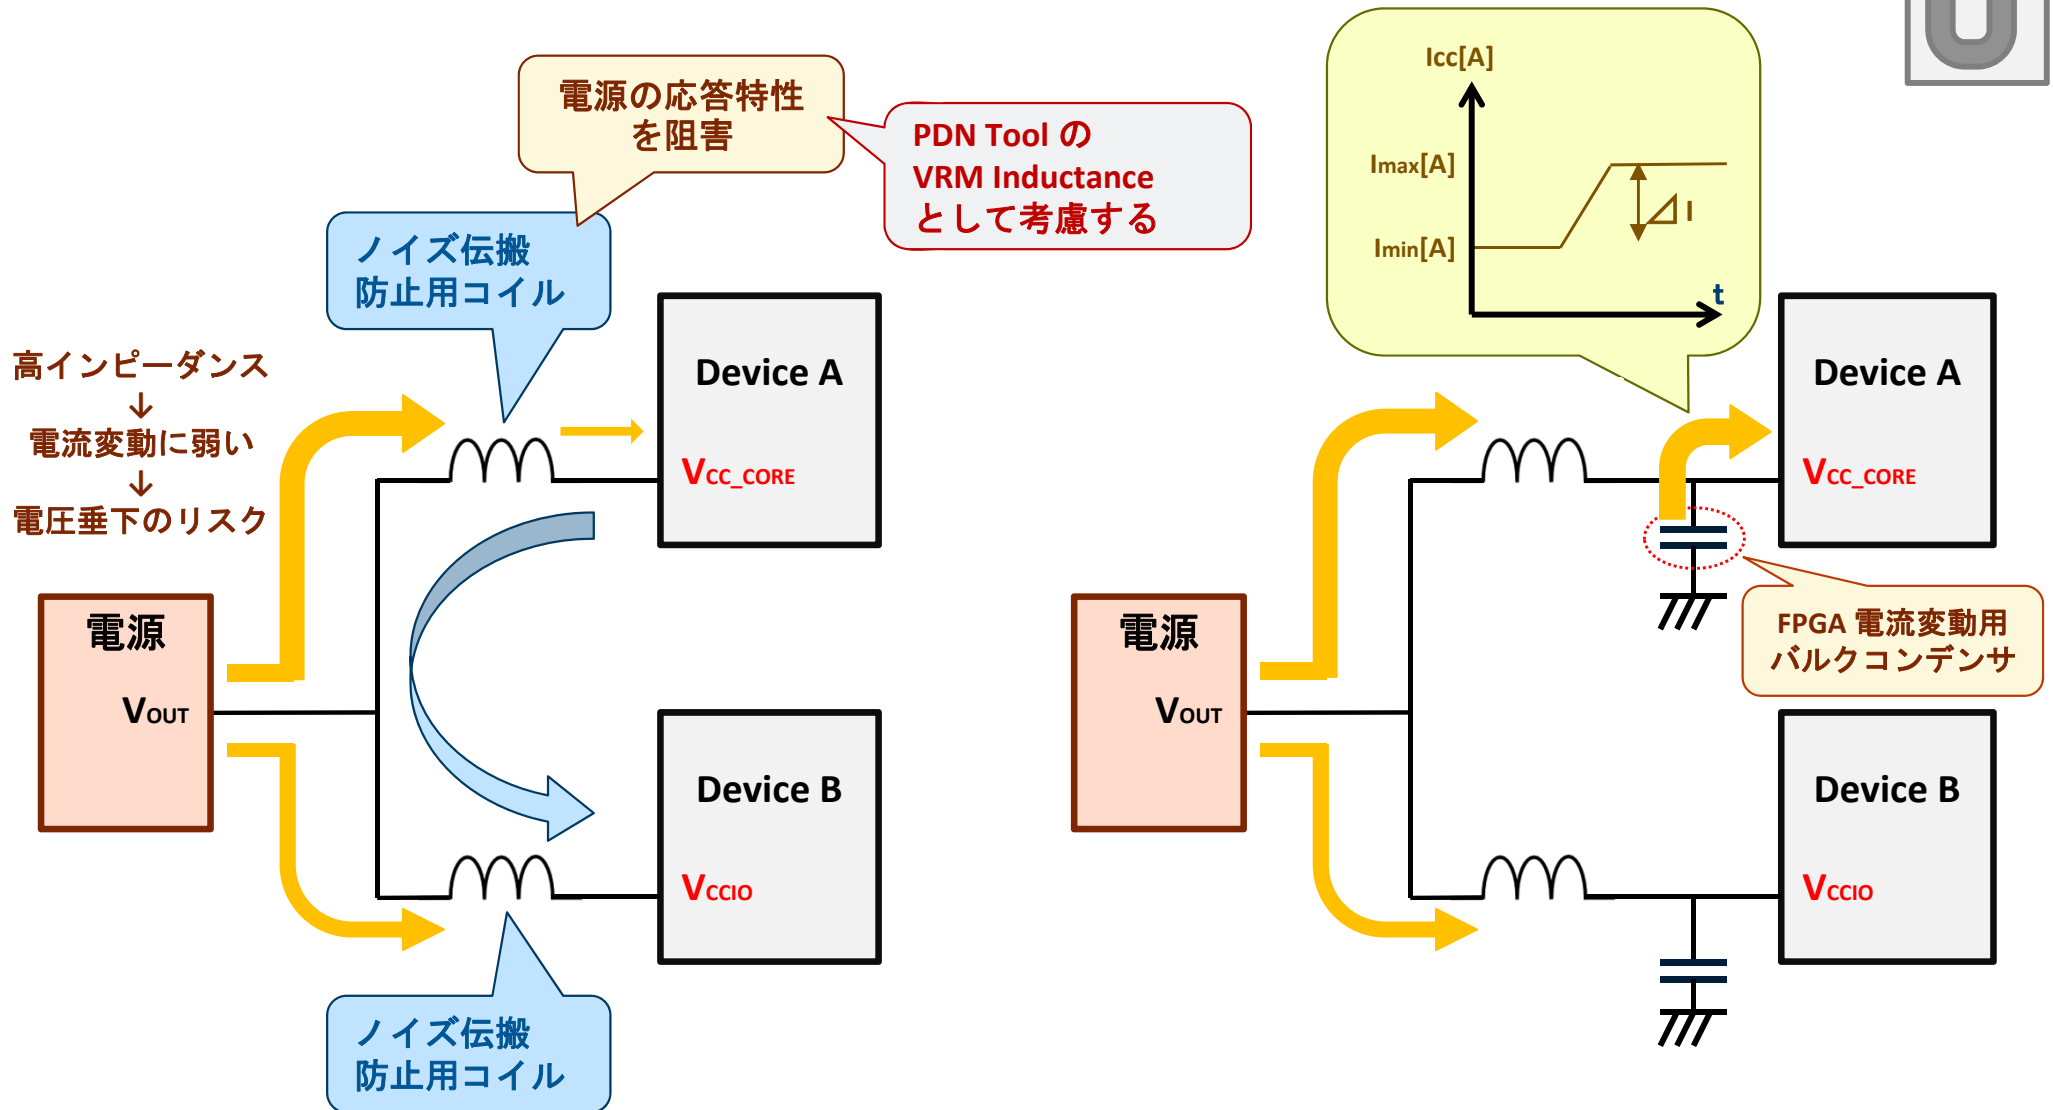 電源の応答特性
を阻害
PDN Tool の
VRM Inductance
として考慮する
ノイズ伝搬
防止用コイル
高インピーダンス
↓
電流変動に弱い
↓
電圧垂下のリスク
Device A
VCC_CORE
電源
VOUT
Device B
VCCIO
ノイズ伝搬
防止用コイル
Icc[A]
Imax[A]
⊿I
Imin[A]
t
Device A
VCC_CORE
FPGA 電流変動用
バルクコンデンサ
電源
VOUT
Device B
VCCIO